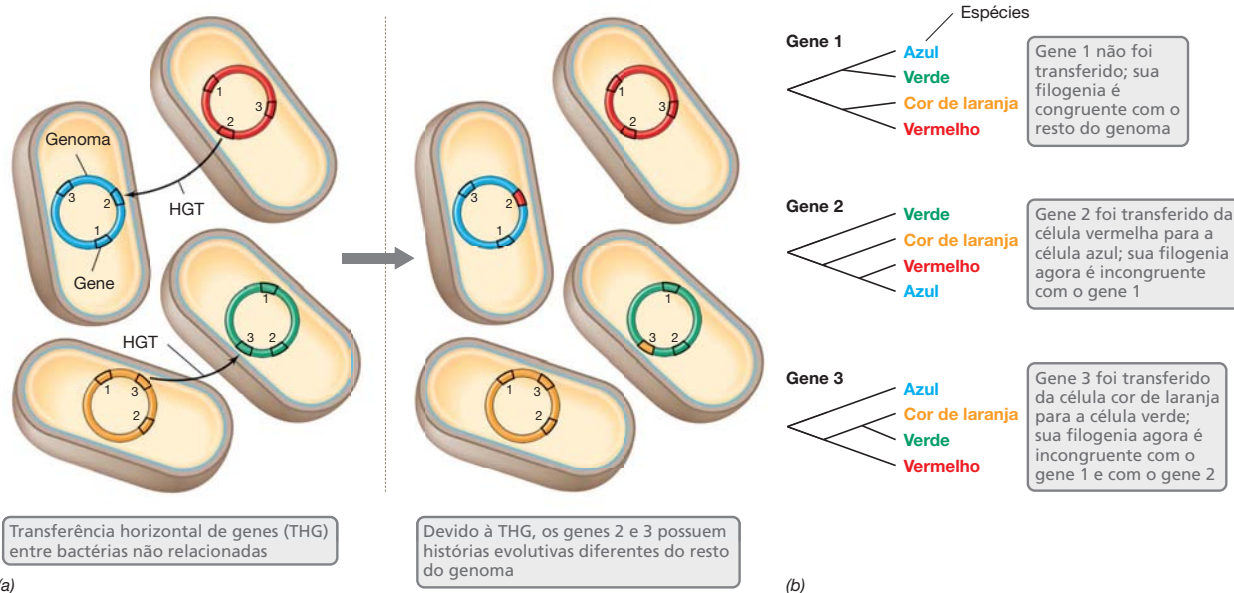 1
3
2
Genoma
3
2
HGT
1
Gene
1
HGT
3
2
1
3
2
Transferência horizontal de genes (THG)
entre bactérias não relacionadas
(a)
1
3
2
3
2
1
1
3
2
1
3
2
Devido à THG, os genes 2 e 3 possuem
histórias evolutivas diferentes do resto
do genoma
Espécies
Gene 1
Azul
Verde
Cor de laranja
Vermelho
Gene 1 não foi
transferido; sua
filogenia é
congruente com o
resto do genoma
Gene 2
Verde
Cor de laranja
Vermelho
Azul
Gene 2 foi transferido da
célula vermelha para a
célula azul; sua filogenia
agora é incongruente
com o gene 1
Gene 3
Azul
Cor de laranja
Verde
Vermelho
Gene 3 foi transferido
da célula cor de laranja
para a célula verde;
sua filogenia agora é
incongruente com o
gene 1 e com o gene 2
(b)